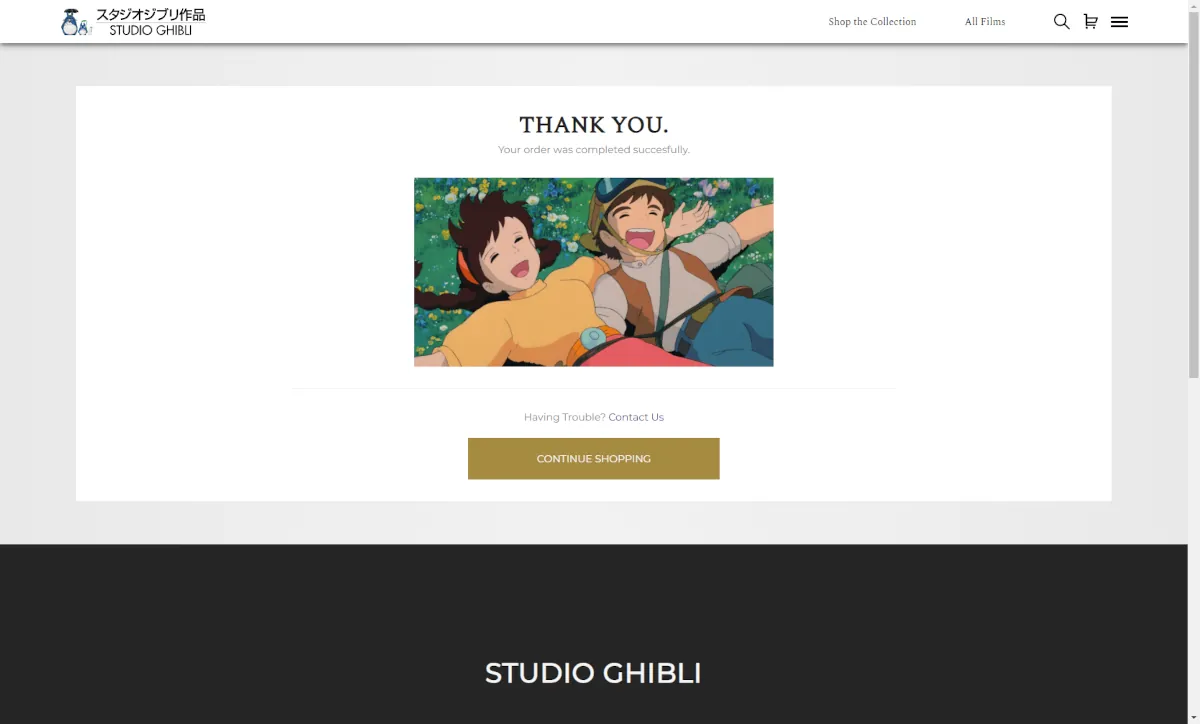 スタジオジブリ作品
STUDIO GHIBLI
Shop the Collection
All Films
THANK YOU.
Your order was completed succesfully.
Having Trouble? Contact Us
CONTINUE SHOPPING
STUDIO GHIBLI